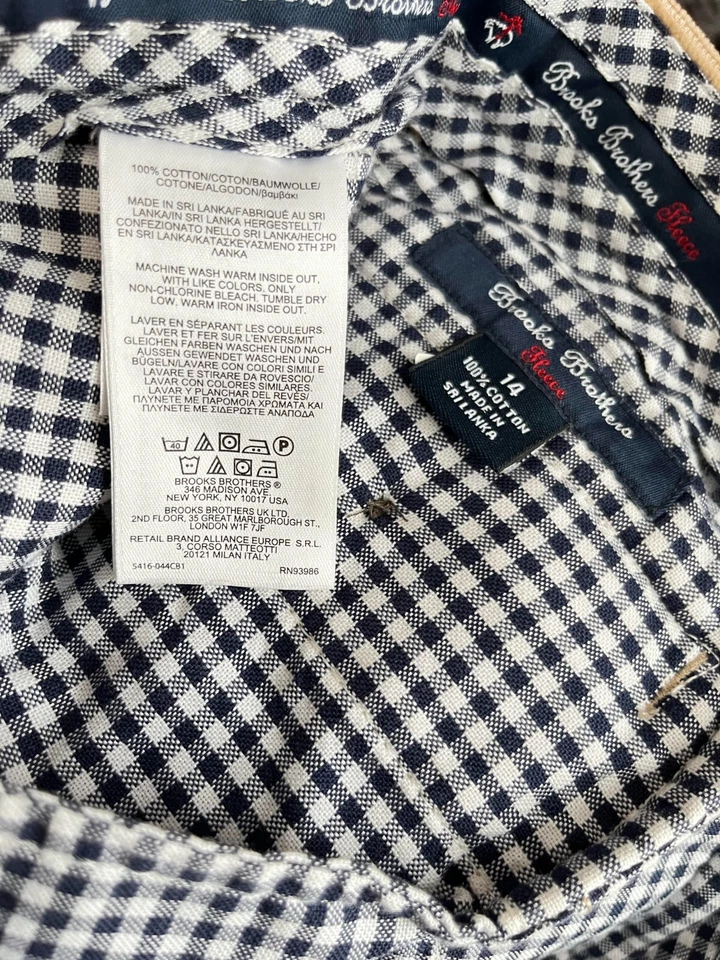 Brooks Brothers
Brooks Brothers Fleece
100% COTTON/COTON/BAUMWOLLE/
COTONE/ALGODON/βαμβάκι
MADE IN SRI LANKA/FABRIQUÉ AU SRI
LANKA/IN SRI LANKA HERGESTELLT/
CONFEZIONATO NELLO SRI LANKA/HECHO
EN SRI LANKA/ΚΑΤΑΣΚΕΥΑΣΜΕΝΟ ΣΤΗ ΣΡΙ
ΛΑΝΚΑ
MACHINE WASH WARM INSIDE OUT,
WITH LIKE COLORS. ONLY
NON-CHLORINE BLEACH. TUMBLE DRY
LOW. WARM IRON INSIDE OUT.
LAVER EN SÉPARANT LES COULEURS.
LAVER ET FER SUR L'ENVERS/MIT
GLEICHEN FARBEN WASCHEN UND NACH
AUSSEN GEWENDET WASCHEN UND
BÜGELN/LAVARE CON COLORI SIMILI E
LAVARE E STIRARE DA ROVESCIO/
LAVAR CON COLORES SIMILARES.
LAVAR Y PLANCHAR DEL REVÉS/
ΠΛΥΝΕΤΕ ΜΕ ΠΑΡΟΜΟΙΑ ΧΡΩΜΑΤΑ ΚΑΙ
ΠΛΥΝΕΤΕ ΜΕ ΣΙΔΕΡΩΣΤΕ ΑΝΑΠΟΔΑ
40 P
BROOKS BROTHERS ®
346 MADISON AVE.
NEW YORK, NY 10017 USA
BROOKS BROTHERS UK LTD,
2ND FLOOR, 35 GREAT MARLBOROUGH ST.,
LONDON W1F 7JF
RETAIL BRAND ALLIANCE EUROPE S.R.L.
3, CORSO MATTEOTTI
20121 MILAN ITALY
5416-044CB1 RN93986
Brooks Brothers
Fleece
14
100% COTTON
MADE IN
SRI LANKA